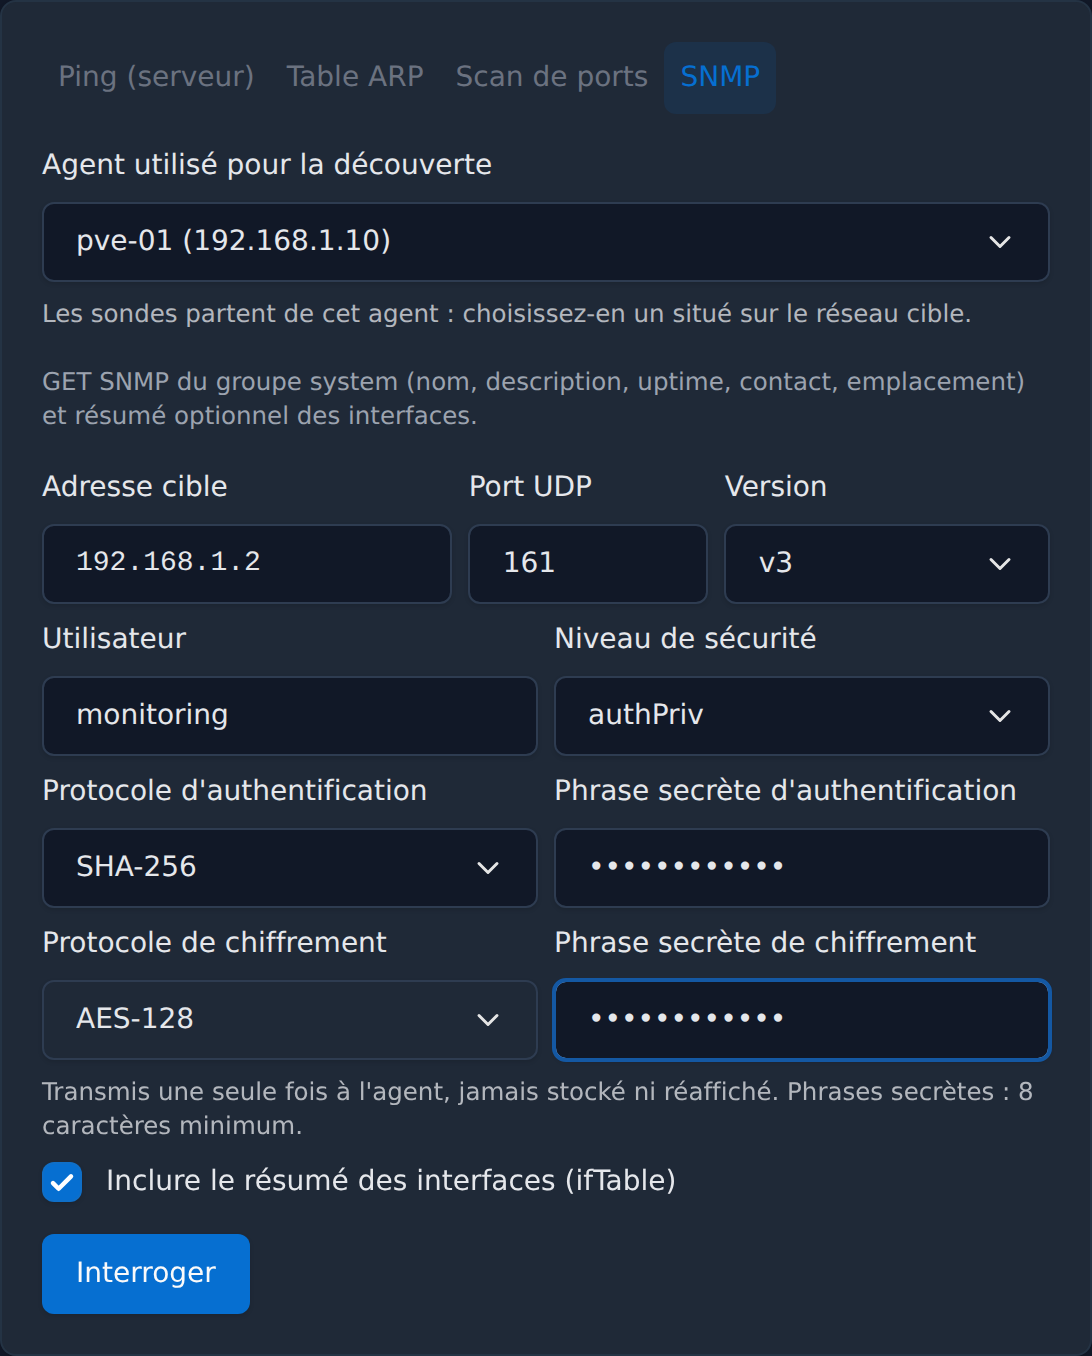 Ping (serveur) Table ARP Scan de ports SNMP
Agent utilisé pour la découverte
pve-01 (192.168.1.10)
Les sondes partent de cet agent : choisissez-en un situé sur le réseau cible.
GET SNMP du groupe system (nom, description, uptime, contact, emplacement)
et résumé optionnel des interfaces.
Adresse cible Port UDP Version
192.168.1.2 161 v3
Utilisateur Niveau de sécurité
monitoring authPriv
Protocole d'authentification Phrase secrète d'authentification
SHA-256 ••••••••••••
Protocole de chiffrement Phrase secrète de chiffrement
AES-128 ••••••••••••
Transmis une seule fois à l'agent, jamais stocké ni réaffiché. Phrases secrètes : 8
caractères minimum.
Inclure le résumé des interfaces (ifTable)
Interroger